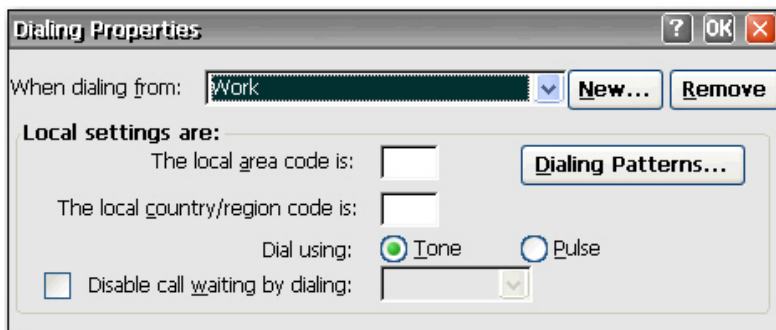 Dialing Properties ? OK
When dialing from: Work New... Remove
Local settings are:
The local area code is: Dialing Patterns...
The local country/region code is:
Dial using: Tone Pulse
Disable call waiting by dialing: